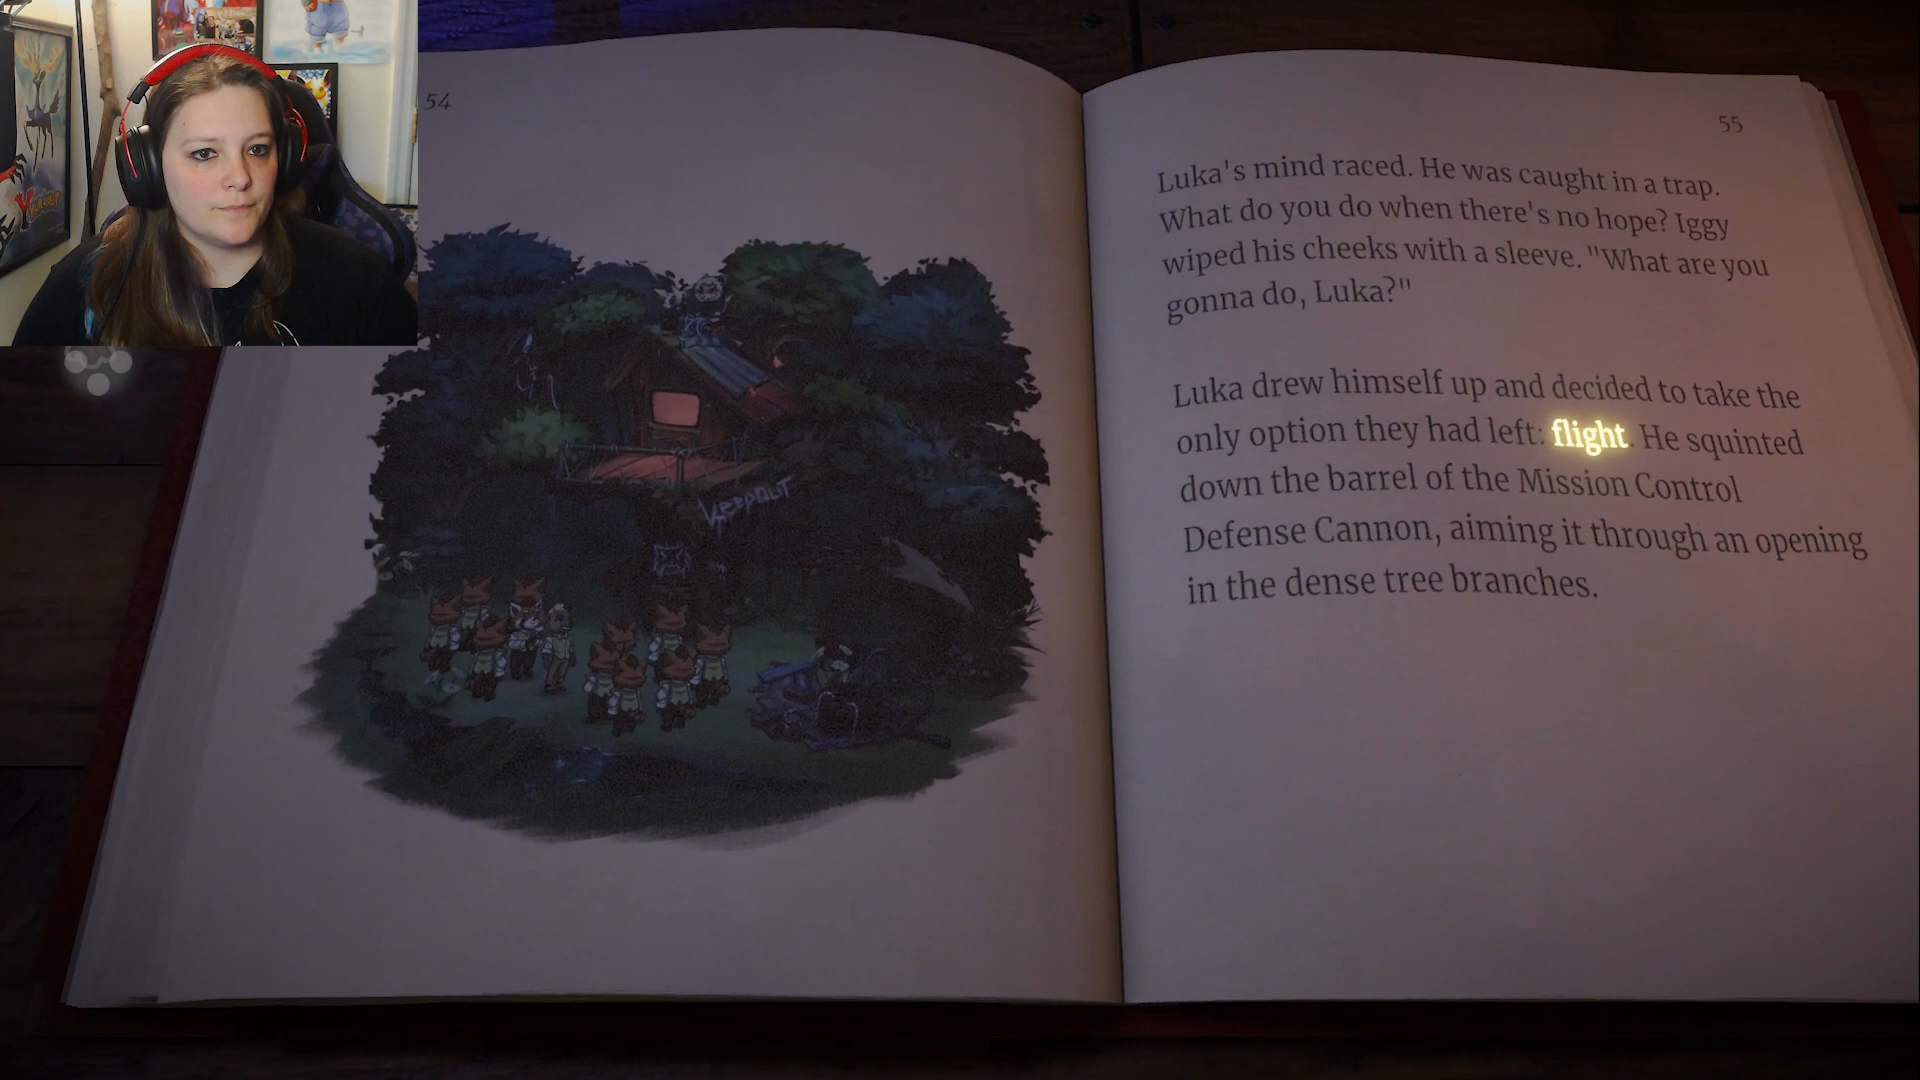 54
KEEPOUT
55
Luka's mind raced. He was caught in a trap.
What do you do when there's no hope? Iggy
wiped his cheeks with a sleeve. "What are you
gonna do, Luka?"
Luka drew himself up and decided to take the
only option they had left: flight. He squinted
down the barrel of the Mission Control
Defense Cannon, aiming it through an opening
in the dense tree branches.